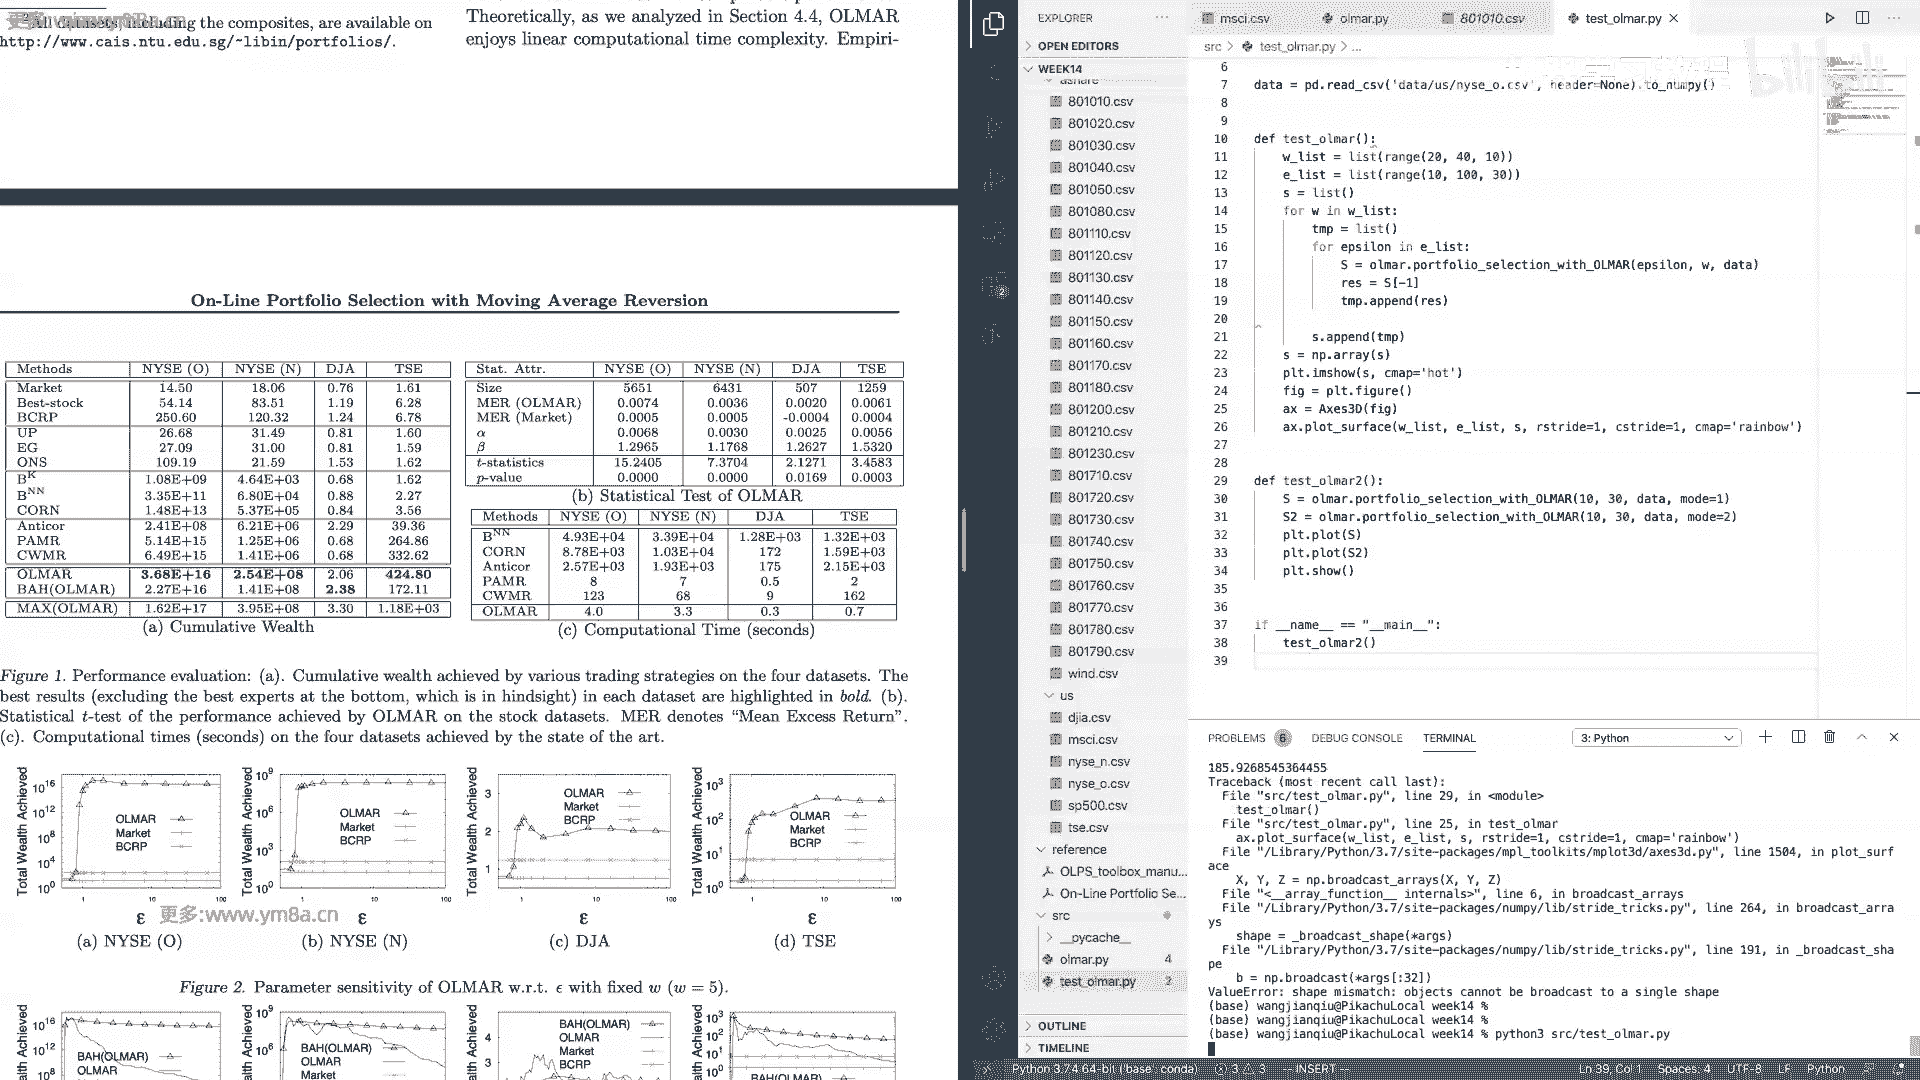 All datasets including the composites, are available on
http://www.cais.ntu.edu.sg/~libin/portfolios/.
Theoretically, as we analyzed in Section 4.4, OLMAR
enjoys linear computational time complexity. Empiri-
On-Line Portfolio Selection with Moving Average Reversion
Methods NYSE (O) NYSE (N) DJA TSE
Market 14.50 18.06 0.76 1.61
Best-stock 54.14 83.51 1.19 6.28
BCRP 250.60 120.32 1.24 6.78
UP 26.68 31.49 0.81 1.60
EG 27.09 31.00 0.81 1.59
ONS 109.19 21.59 1.53 1.62
B^K 1.08E+09 4.64E+03 0.68 1.62
B^NN 3.35E+11 6.80E+04 0.88 2.27
CORN 1.48E+13 5.37E+05 0.84 3.56
Anticor 2.41E+08 6.21E+06 2.29 39.36
PAMR 5.14E+15 1.25E+06 0.68 264.86
CWMR 6.49E+15 1.41E+06 0.68 332.62
OLMAR 3.68E+16 2.54E+08 2.06 424.80
BAH(OLMAR) 2.27E+16 1.41E+08 2.38 172.11
MAX(OLMAR) 1.62E+17 3.95E+08 3.30 1.18E+03
(a) Cumulative Wealth
Stat. Attr. NYSE (O) NYSE (N) DJA TSE
Size 5651 6431 507 1259
MER (OLMAR) 0.0074 0.0036 0.0020 0.0061
MER (Market) 0.0005 0.0005 -0.0004 0.0004
α 0.0068 0.0030 0.0025 0.0056
β 1.2965 1.1768 1.2627 1.5320
t-statistics 15.2405 7.3704 2.1271 3.4583
p-value 0.0000 0.0000 0.0169 0.0003
(b) Statistical Test of OLMAR
Methods NYSE (O) NYSE (N) DJA TSE
B^NN 4.93E+04 3.39E+04 1.28E+03 1.32E+03
CORN 8.78E+03 1.03E+04 172 1.59E+03
Anticor 2.57E+03 1.93E+03 175 2.15E+03
PAMR 8 7 0.5 2
CWMR 123 68 9 162
OLMAR 4.0 3.3 0.3 0.7
(c) Computational Time (seconds)
Figure 1. Performance evaluation: (a). Cumulative wealth achieved by various trading strategies on the four datasets. The
best results (excluding the best experts at the bottom, which is in hindsight) in each dataset are highlighted in bold. (b).
Statistical t-test of the performance achieved by OLMAR on the stock datasets. MER denotes “Mean Excess Return”.
(c). Computational times (seconds) on the four datasets achieved by the state of the art.
Total Wealth Achieved
10^16
10^12
10^8
10^4
10^0
OLMAR
Market
BCRP
1 10 100
ε
(a) NYSE (O)
Total Wealth Achieved
10^9
10^6
10^3
10^0
OLMAR
Market
BCRP
1 10 100
ε
(b) NYSE (N)
Total Wealth Achieved
3
2
1
OLMAR
Market
BCRP
1 10 100
ε
(c) DJA
Total Wealth Achieved
10^3
10^2
10^1
10^0
OLMAR
Market
BCRP
1 10 100
ε
(d) TSE
更多:www.ym8a.cn
Figure 2. Parameter sensitivity of OLMAR w.r.t. ϵ with fixed w (w = 5).
10^16
10^12
10^8
BAH(OLMAR)
OLMAR
10^9
10^6
BAH(OLMAR)
OLMAR
Market
4
3
BAH(OLMAR)
OLMAR
Market
BCRP
10^3
10^2
10^1
10^0
BAH(OLMAR)
EXPLORER
OPEN EDITORS
WEEK14
ashare
801010.csv
801020.csv
801030.csv
801040.csv
801050.csv
801080.csv
801110.csv
801120.csv
801130.csv
801140.csv
801150.csv
801160.csv
801170.csv
801180.csv
801200.csv
801210.csv
801230.csv
801710.csv
801720.csv
801730.csv
801740.csv
801750.csv
801760.csv
801770.csv
801780.csv
801790.csv
wind.csv
us
djia.csv
msci.csv
nyse_n.csv
nyse_o.csv
sp500.csv
tse.csv
reference
OLPS_toolbox_manu...
On-Line Portfolio Se...
src
__pycache__
olmar.py 4
test_olmar.py 2
OUTLINE
TIMELINE
msci.csv olmar.py 801010.csv test_olmar.py
src > test_olmar.py > ...
6
7 data = pd.read_csv('data/us/nyse_o.csv', header=None).to_numpy()
8
9
10 def test_olmar():
11 w_list = list(range(20, 40, 10))
12 e_list = list(range(10, 100, 30))
13 s = list()
14 for w in w_list:
15 tmp = list()
16 for epsilon in e_list:
17 S = olmar.portfolio_selection_with_OLMAR(epsilon, w, data)
18 res = S[-1]
19 tmp.append(res)
20
21 s.append(tmp)
22 s = np.array(s)
23 plt.imshow(s, cmap='hot')
24 fig = plt.figure()
25 ax = Axes3D(fig)
26 ax.plot_surface(w_list, e_list, s, rstride=1, cstride=1, cmap='rainbow')
27
28
29 def test_olmar2():
30 S = olmar.portfolio_selection_with_OLMAR(10, 30, data, mode=1)
31 S2 = olmar.portfolio_selection_with_OLMAR(10, 30, data, mode=2)
32 plt.plot(S)
33 plt.plot(S2)
34 plt.show()
35
36
37 if __name__ == "__main__":
38 test_olmar2()
39
PROBLEMS 6 DEBUG CONSOLE TERMINAL 3: Python
185.9268545364455
Traceback (most recent call last):
File "src/test_olmar.py", line 29, in <module>
test_olmar()
File "src/test_olmar.py", line 25, in test_olmar
ax.plot_surface(w_list, e_list, s, rstride=1, cstride=1, cmap='rainbow')
File "/Library/Python/3.7/site-packages/mpl_toolkits/mplot3d/axes3d.py", line 1504, in plot_surf
ace
X, Y, Z = np.broadcast_arrays(X, Y, Z)
File "<__array_function__ internals>", line 6, in broadcast_arrays
File "/Library/Python/3.7/site-packages/numpy/lib/stride_tricks.py", line 264, in broadcast_arra
ys
shape = _broadcast_shape(*args)
File "/Library/Python/3.7/site-packages/numpy/lib/stride_tricks.py", line 191, in _broadcast_sha
pe
b = np.broadcast(*args[:32])
ValueError: shape mismatch: objects cannot be broadcast to a single shape
(base) wangjianqiu@PikachuLocal week14 %
(base) wangjianqiu@PikachuLocal week14 %
(base) wangjianqiu@PikachuLocal week14 % python3 src/test_olmar.py
Python 3.7.4 64-bit ('base': conda) 3 3 -- INSERT -- Ln 39, Col 1 Spaces: 4 UTF-8 LF Python